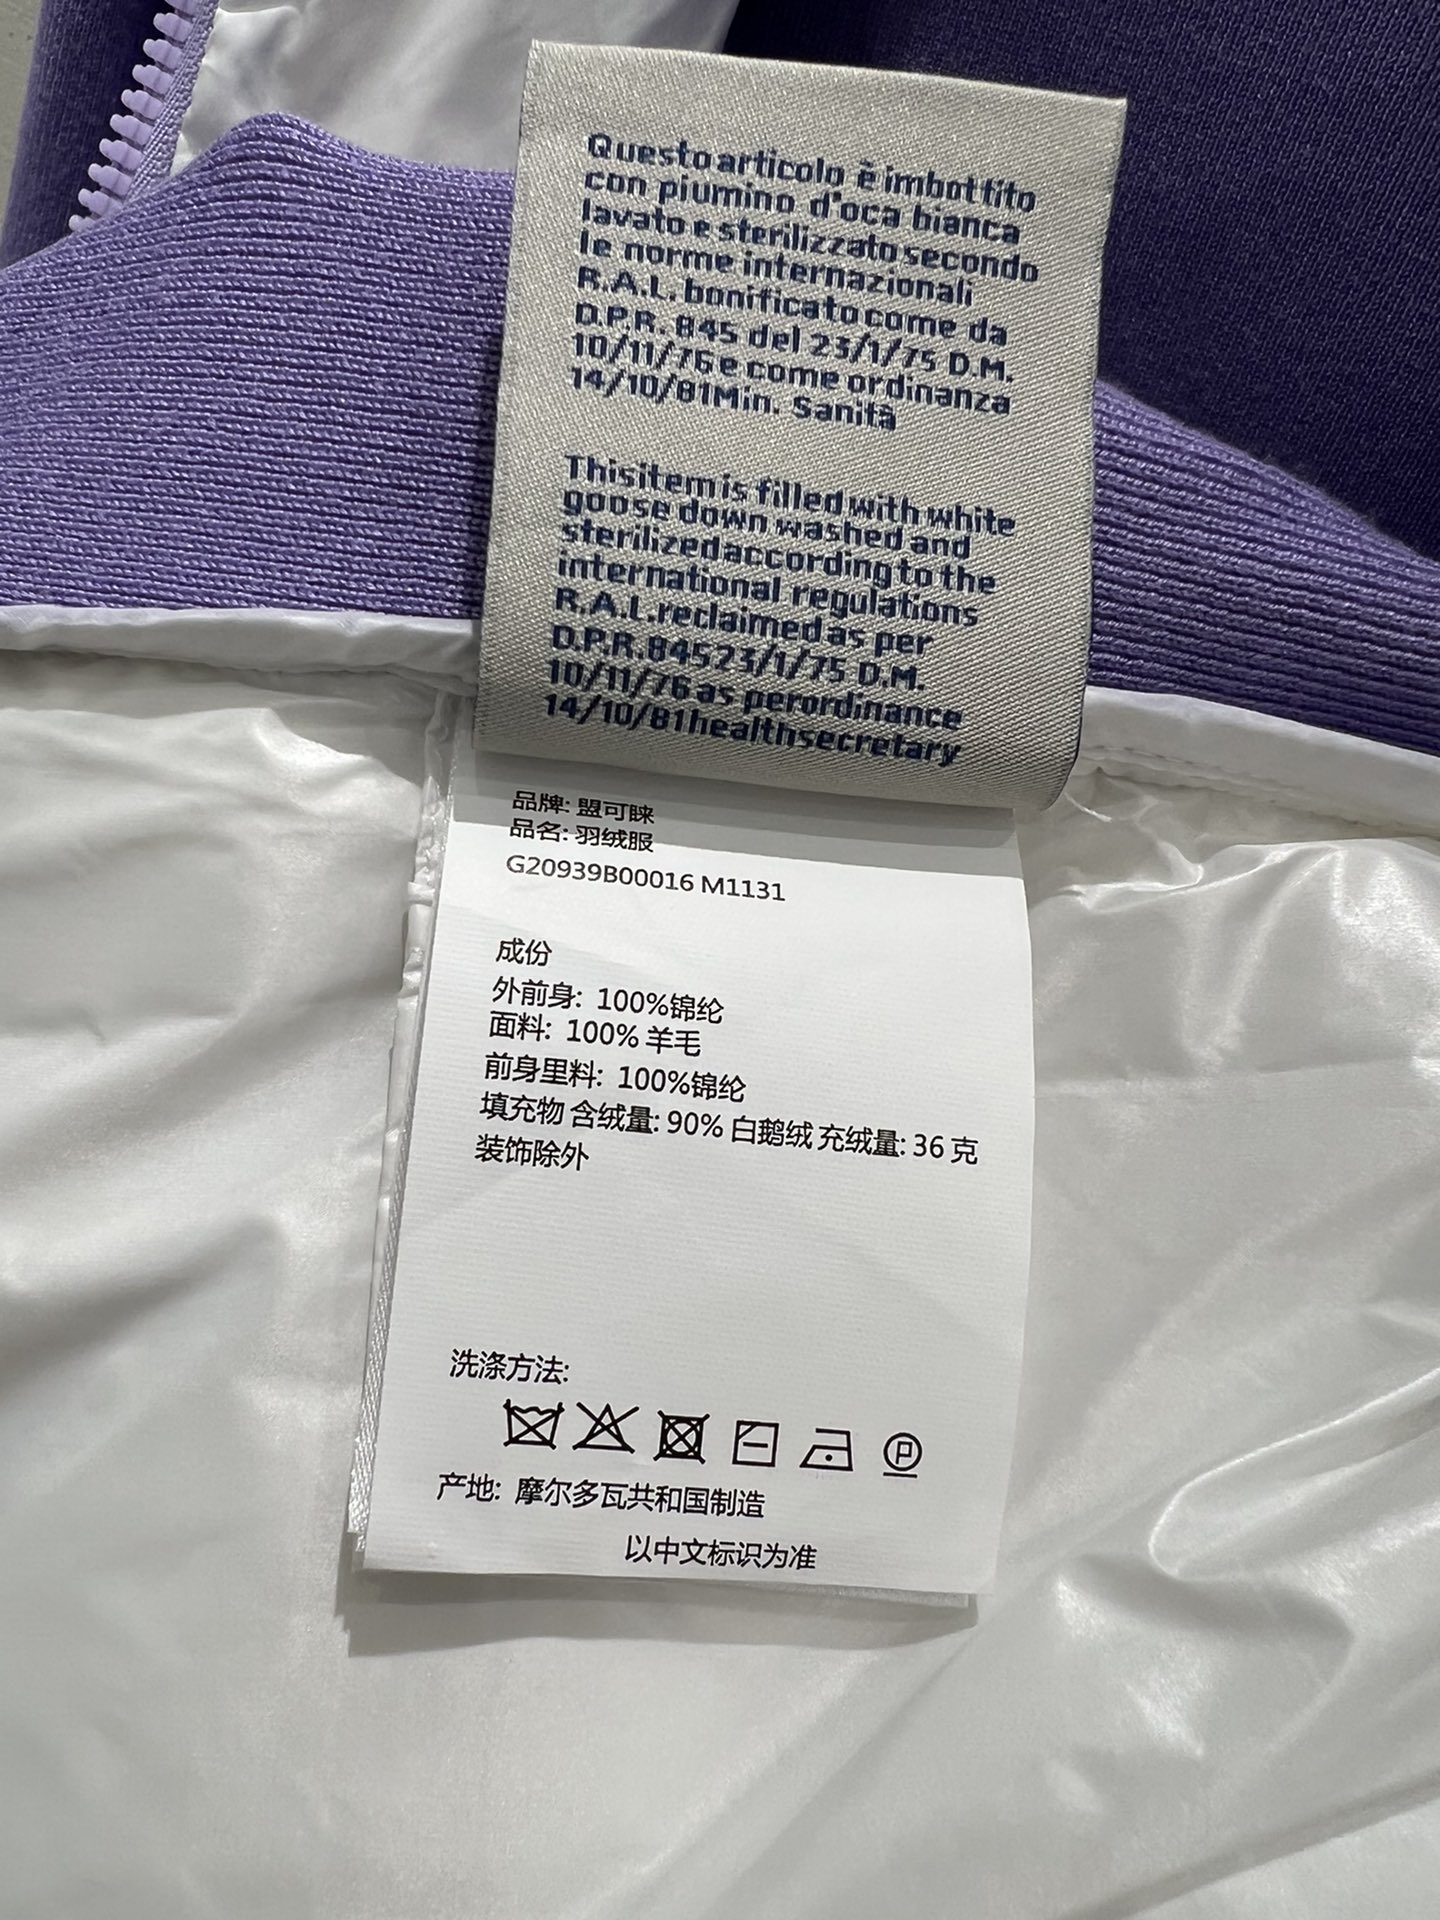 Questo articolo è imbottito
con piumino d'oca bianca
lavato e sterilizzato secondo
le norme internazionali
R.A.L. bonificato come da
D.P.R. 845 del 23/1/75 D.M.
10/11/76 e come ordinanza
14/10/81 Min. Sanità
This item is filled with white
goose down washed and
sterilized according to the
international regulations
R.A.L. reclaimed as per
D.P.R. 845 23/1/75 D.M.
10/11/76 as per ordinance
14/10/81 health secretary
品牌: 盟可睐
品名: 羽绒服
G20939B00016 M1131
成份
外前身: 100%锦纶
面料: 100% 羊毛
前身里料: 100%锦纶
填充物 含绒量: 90% 白鹅绒 充绒量: 36 克
装饰除外
洗涤方法:
P
产地: 摩尔多瓦共和国制造
以中文标识为准